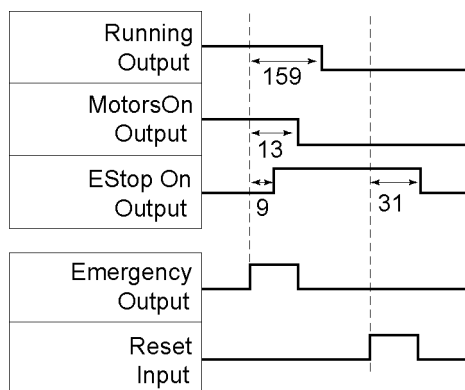 Running
Output
159
MotorsOn
Output
13
EStop On
Output
9
31
Emergency
Output
Reset
Input